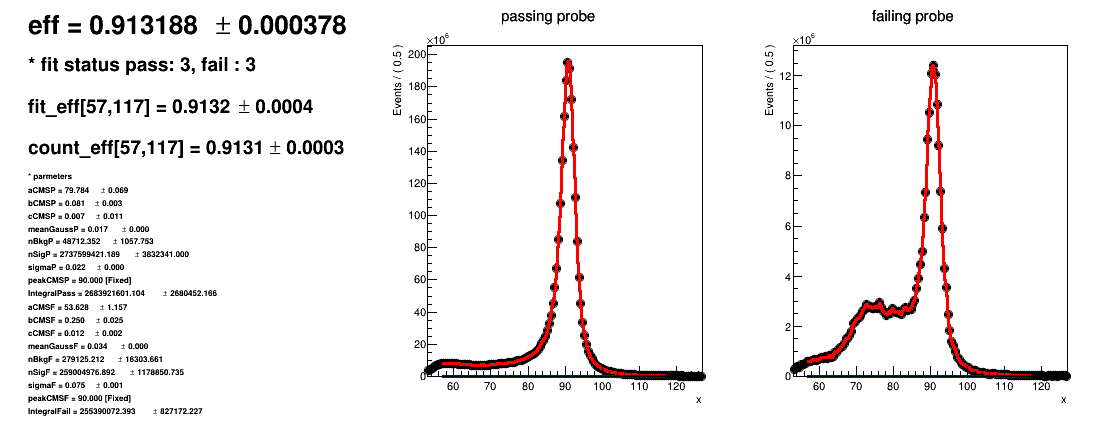 eff = 0.913188 ± 0.000378
* fit status pass: 3, fail : 3
fit_eff[57,117] = 0.9132 ± 0.0004
count_eff[57,117] = 0.9131 ± 0.0003
* parmeters
aCMSP = 79.784 ± 0.069
bCMSP = 0.081 ± 0.003
cCMSP = 0.007 ± 0.011
meanGaussP = 0.017 ± 0.000
nBkgP = 48712.352 ± 1057.753
nSigP = 2737599421.189 ± 3832341.000
sigmaP = 0.022 ± 0.000
peakCMSP = 90.000 [Fixed]
IntegralPass = 2683921601.104 ± 2680452.166
aCMSF = 53.628 ± 1.157
bCMSF = 0.250 ± 0.025
cCMSF = 0.012 ± 0.002
meanGaussF = 0.034 ± 0.000
nBkgF = 279125.212 ± 16303.661
nSigF = 259004976.892 ± 1178850.735
sigmaF = 0.075 ± 0.001
peakCMSF = 90.000 [Fixed]
IntegralFail = 255390072.393 ± 827172.227
passing probe
×10⁶
Events / ( 0.5 )
200
180
160
140
120
100
80
60
40
20
0
60 70 80 90 100 110 120
x
failing probe
×10⁶
Events / ( 0.5 )
12
10
8
6
4
2
0
60 70 80 90 100 110 120
x